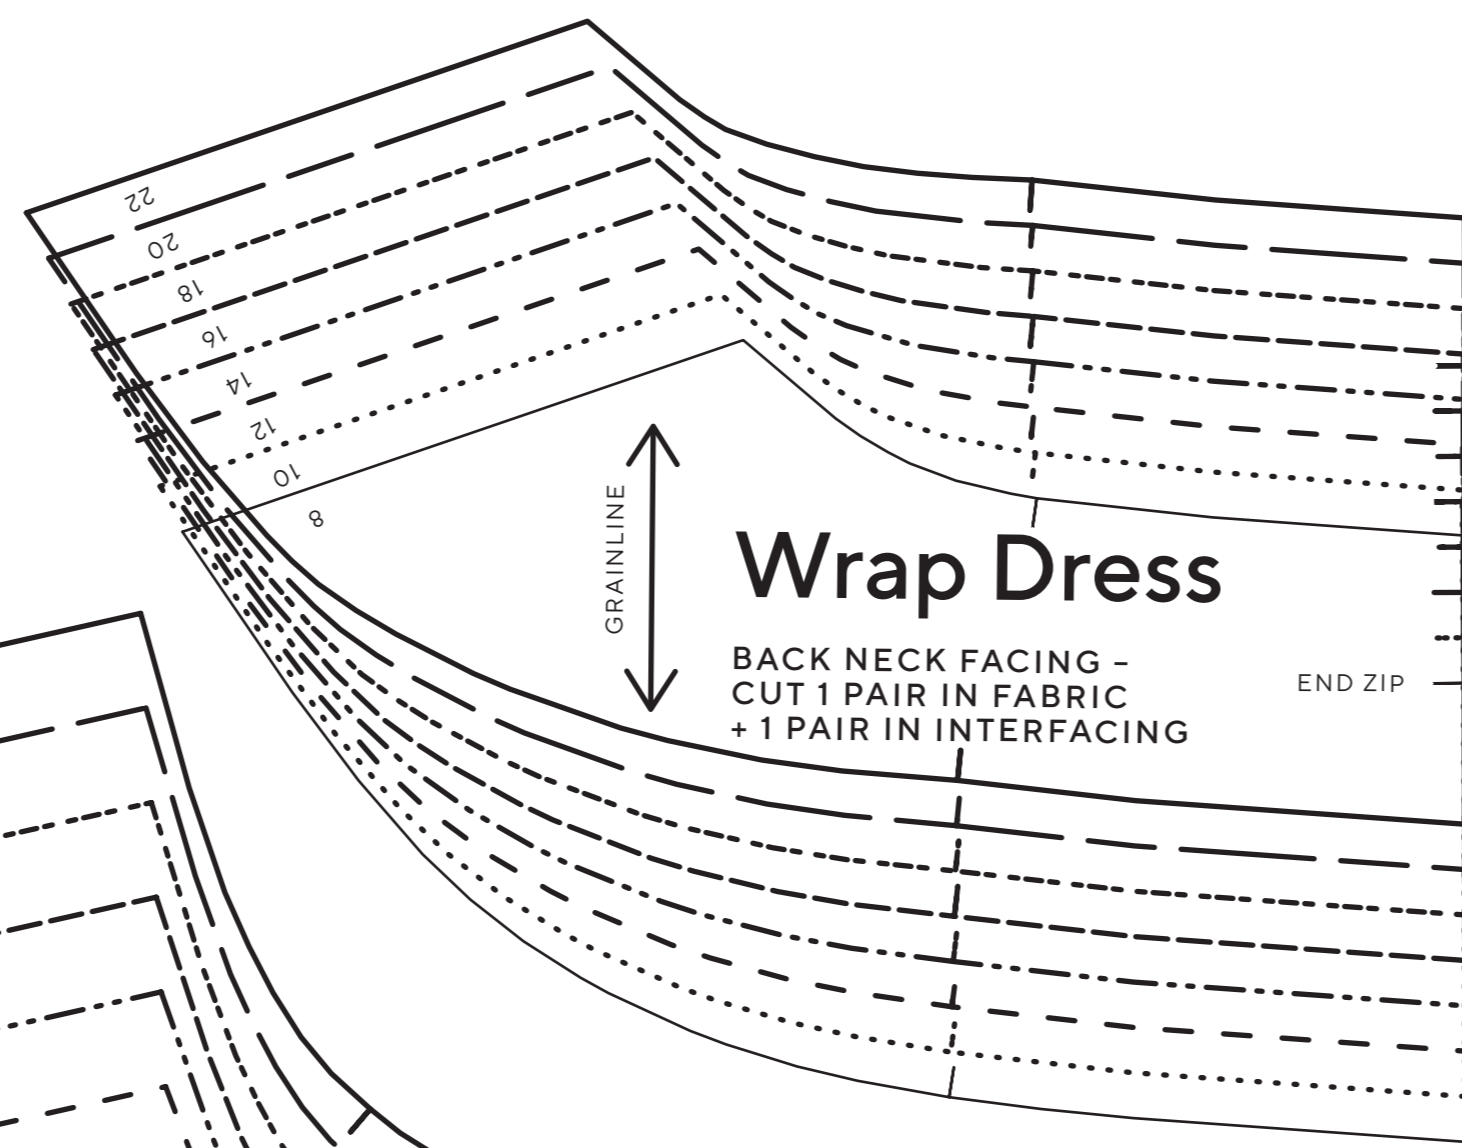 22
20
18
16
14
12
10
8
GRAINLINE
Wrap Dress
BACK NECK FACING –
CUT 1 PAIR IN FABRIC
+ 1 PAIR IN INTERFACING
END ZIP